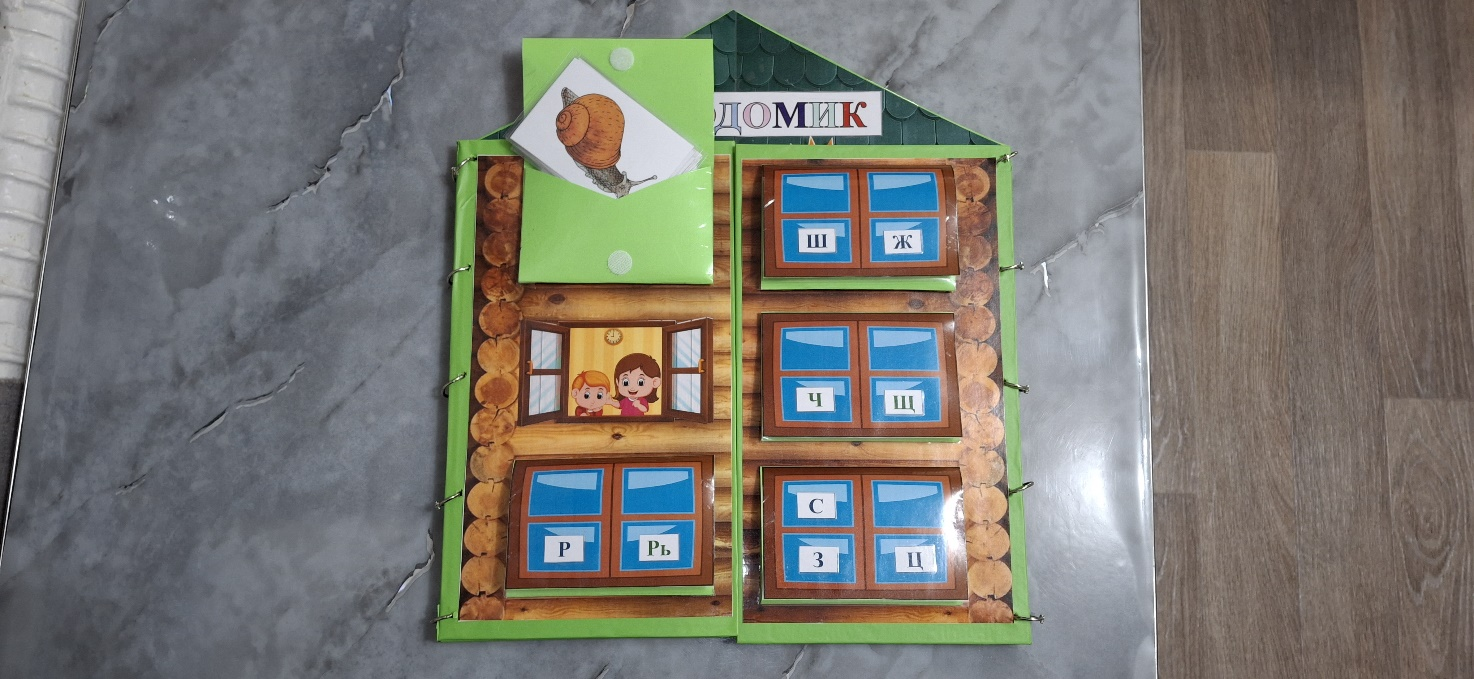 ДОМИК
Ш Ж
Ч Щ
Р Рь
С
З Ц